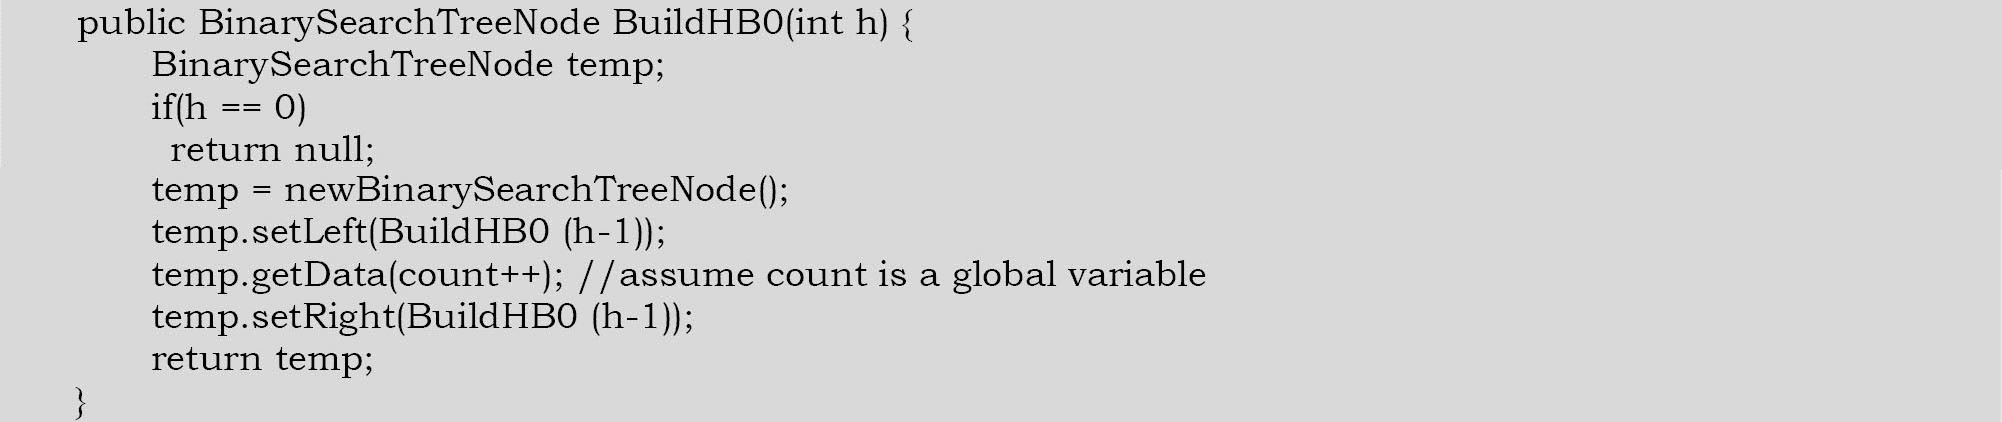 public BinarySearchTreeNode BuildHB0(int h) {
BinarySearchTreeNode temp;
if(h == 0)
return null;
temp = newBinarySearchTreeNode();
temp.setLeft(BuildHB0 (h-1));
temp.getData(count++); //assume count is a global variable
temp.setRight(BuildHB0 (h-1));
return temp;
}